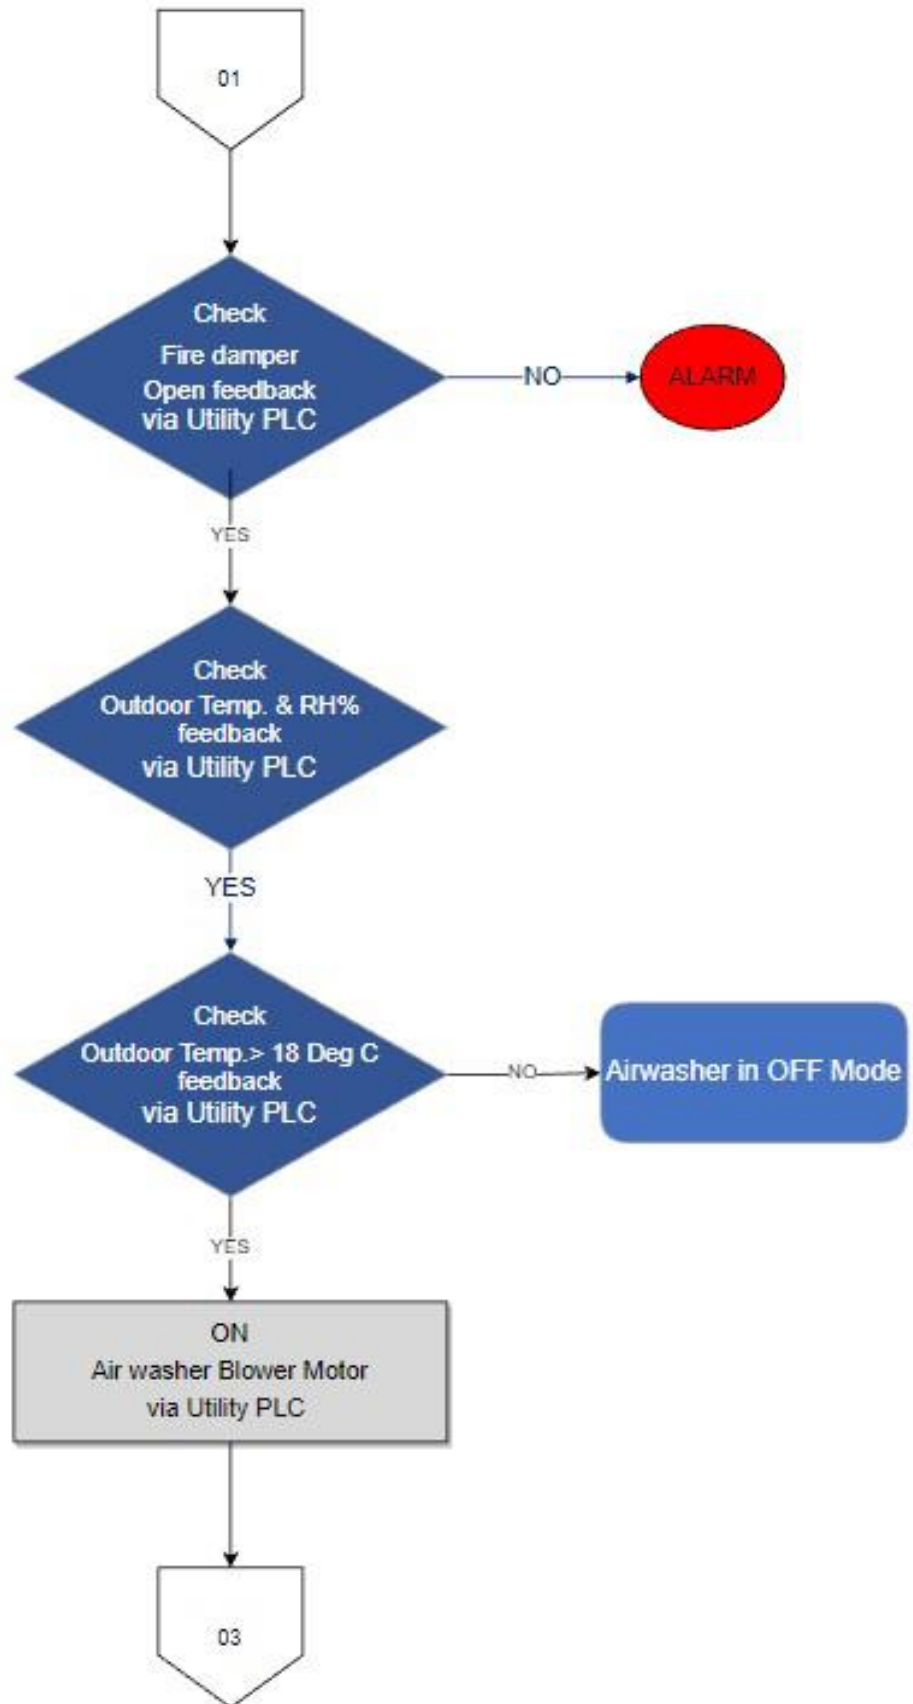 01
Check
Fire damper
Open feedback
via Utility PLC
NO
ALARM
YES
Check
Outdoor Temp. & RH%
feedback
via Utility PLC
YES
Check
Outdoor Temp.> 18 Deg C
feedback
via Utility PLC
NO
Airwasher in OFF Mode
YES
ON
Air washer Blower Motor
via Utility PLC
03